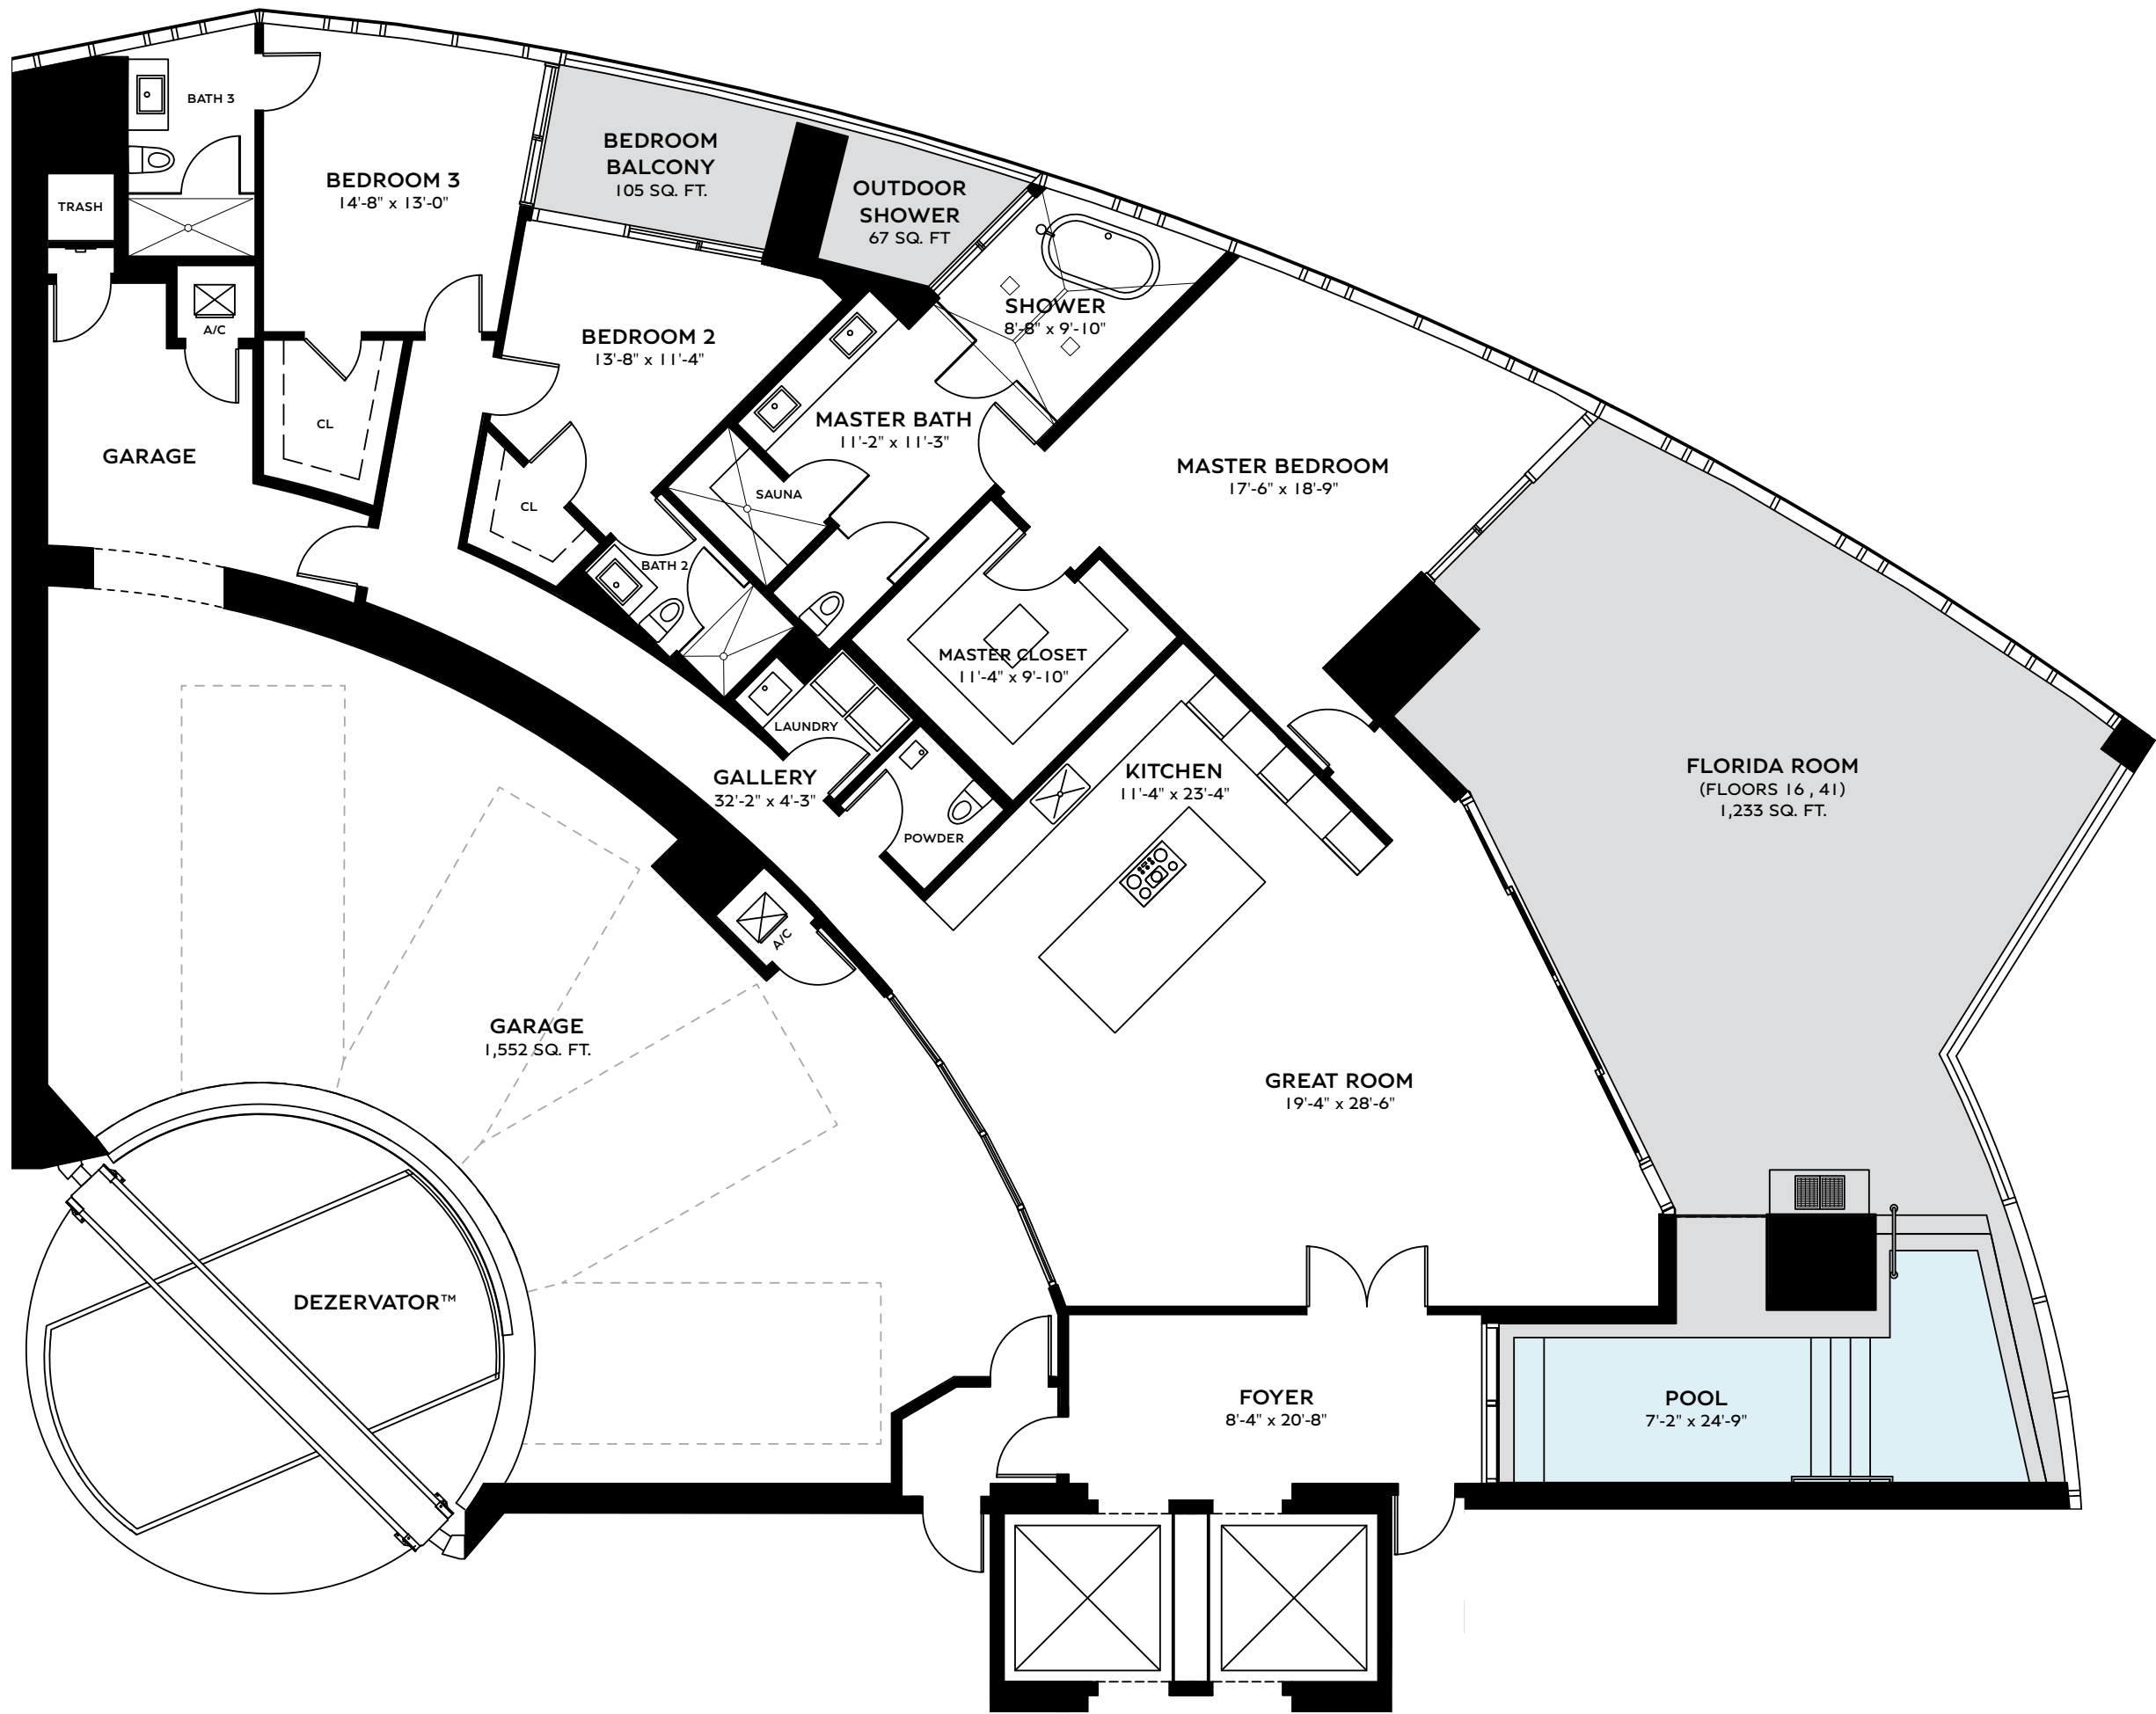 BATH 3
BEDROOM
BALCONY
105 SQ. FT.
BEDROOM 3
14'-8" x 13'-0"
OUTDOOR
SHOWER
67 SQ. FT
TRASH
SHOWER
8'-8" x 9'-10"
A/C
BEDROOM 2
13'-8" x 11'-4"
CL
MASTER BATH
11'-2" x 11'-3"
GARAGE
MASTER BEDROOM
17'-6" x 18'-9"
SAUNA
CL
BATH 2
MASTER CLOSET
11'-4" x 9'-10"
LAUNDRY
GALLERY
32'-2" x 4'-3"
KITCHEN
11'-4" x 23'-4"
FLORIDA ROOM
(FLOORS 16 , 41)
1,233 SQ. FT.
POWDER
A/C
GARAGE
1,552 SQ. FT.
GREAT ROOM
19'-4" x 28'-6"
DEZERVATOR™
FOYER
8'-4" x 20'-8"
POOL
7'-2" x 24'-9"